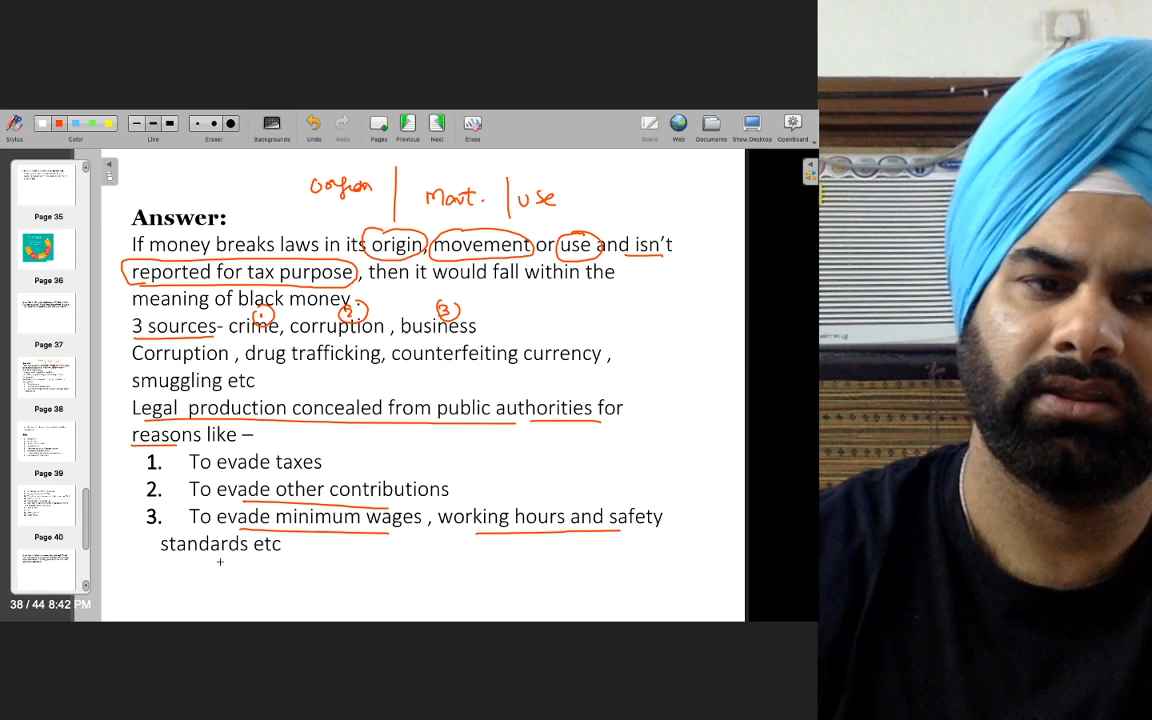 Stylus
Color
Line
Eraser
Backgrounds
Undo
Redo
Pages
Previous
Next
Erase
Board
Web
Documents
Show Desktop
OpenBoard
Page 35
Page 36
Page 37
Page 38
Page 39
Page 40
38 / 44 8:42 PM
use
Answer:
If money breaks laws in its origin, movement or use and isn't
reported for tax purpose, then it would fall within the
meaning of black money .
1 2 3
3 sources- crime, corruption , business
Corruption , drug trafficking, counterfeiting currency ,
smuggling etc
Legal production concealed from public authorities for
reasons like –
1. To evade taxes
2. To evade other contributions
3. To evade minimum wages , working hours and safety
standards etc